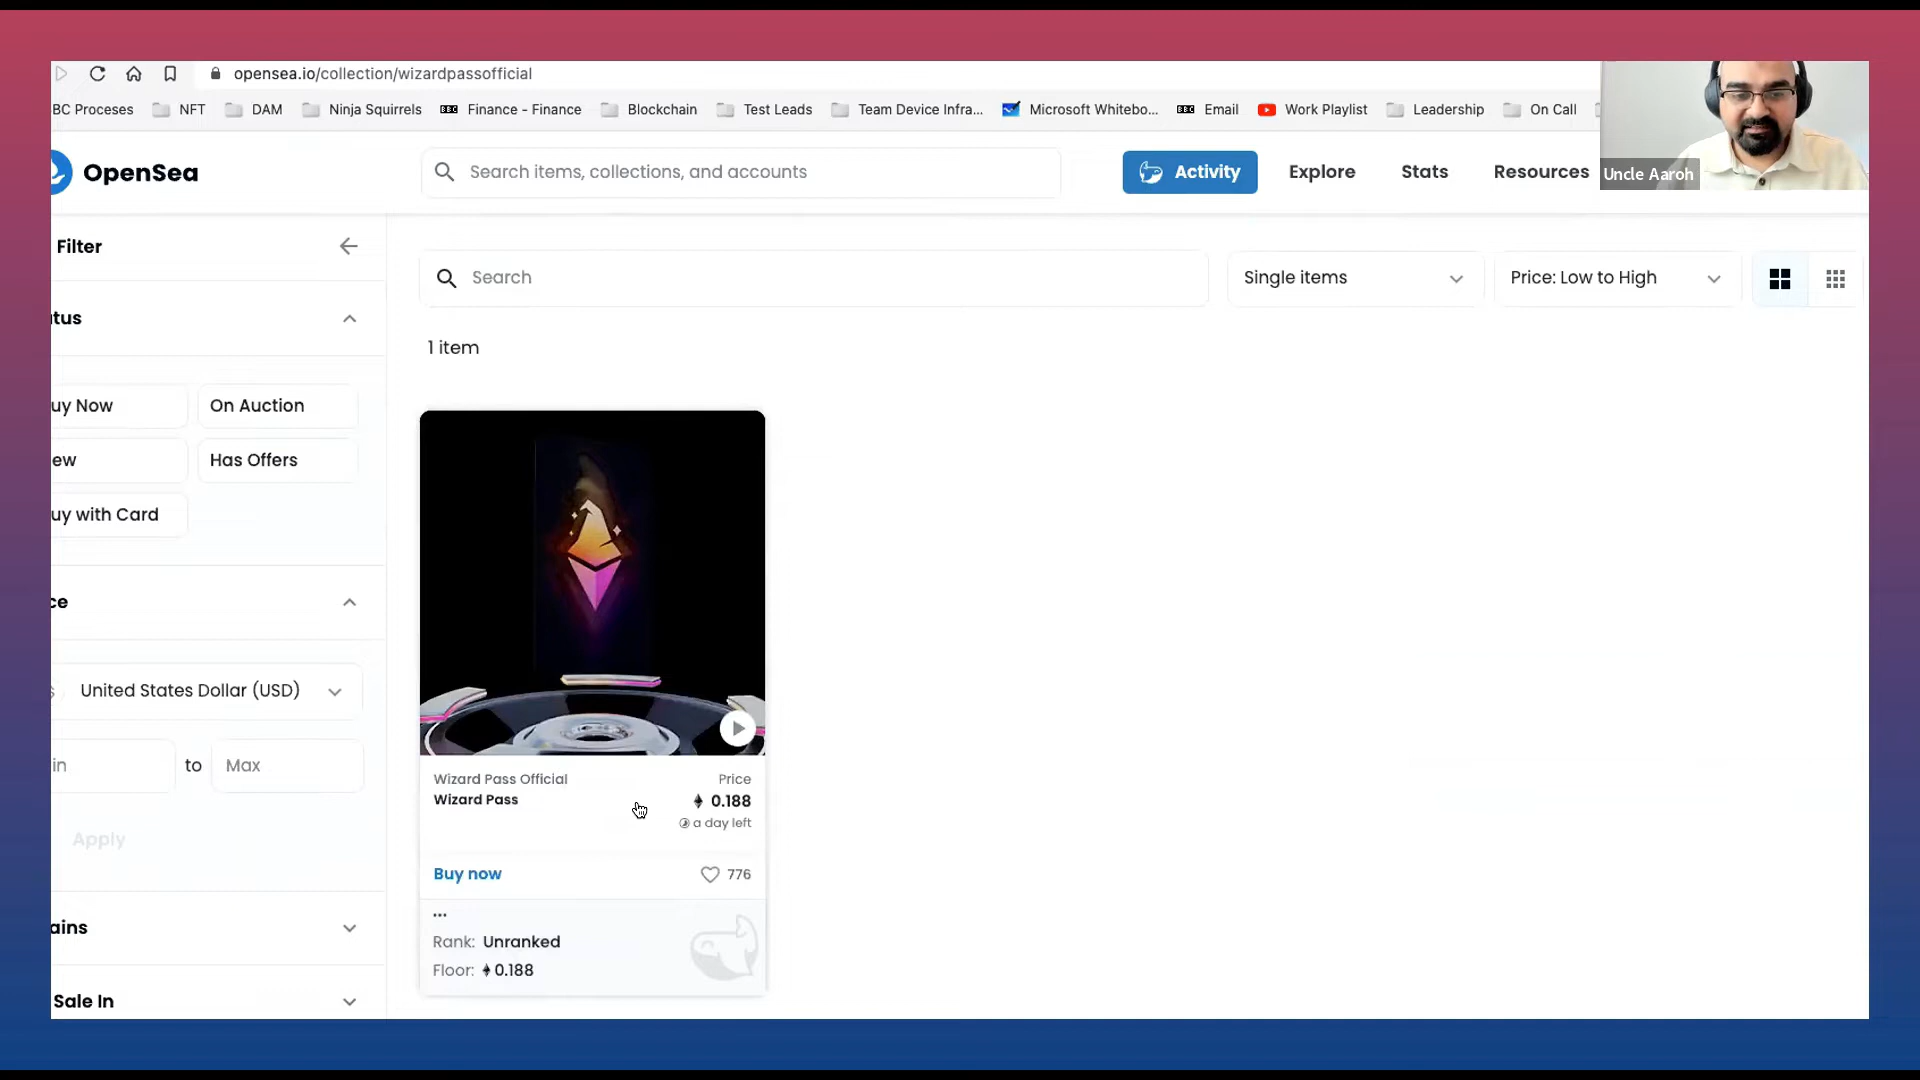 opensea.io/collection/wizardpassofficial
BC Proceses NFT DAM Ninja Squirrels BBC Finance - Finance Blockchain Test Leads Team Device Infra... Microsoft Whitebo... BBC Email Work Playlist Leadership On Call
OpenSea Search items, collections, and accounts Activity Explore Stats Resources Uncle Aaroh
Filter
Search Single items Price: Low to High
tus
1 item
uy Now On Auction
ew Has Offers
uy with Card
ce
United States Dollar (USD)
in to Max
Apply
ains
Sale In
Wizard Pass Official Price
Wizard Pass 0.188
a day left
Buy now 776
...
Rank: Unranked
Floor: 0.188